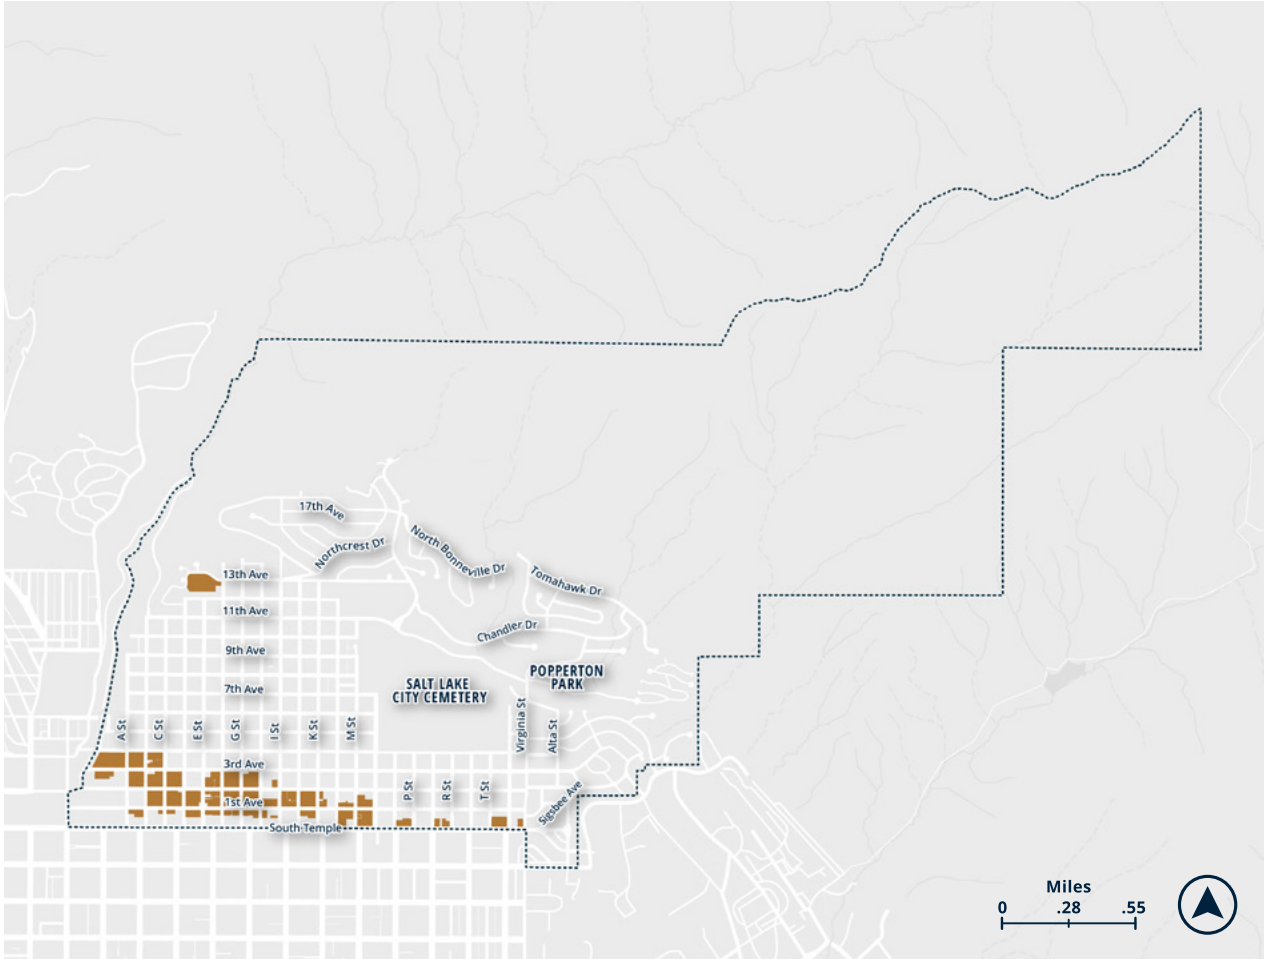 17th Ave
Northcrest Dr
North Bonneville Dr
13th Ave
Tomahawk Dr
11th Ave
Chandler Dr
9th Ave
POPPERTON
PARK
SALT LAKE
CITY CEMETERY
7th Ave
A St
C St
E St
G St
I St
K St
M St
Virginia St
Alta St
3rd Ave
P St
R St
T St
1st Ave
Sigsbee Ave
South Temple
Miles
0 .28 .55